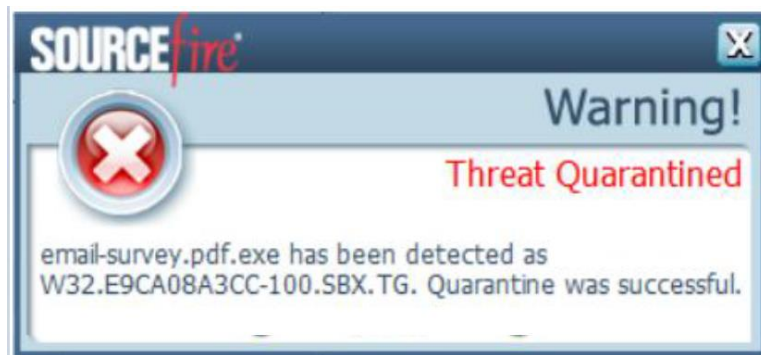 SOURCEfire®
X
Warning!
Threat Quarantined
email-survey.pdf.exe has been detected as
W32.E9CA08A3CC-100.SBX.TG. Quarantine was successful.